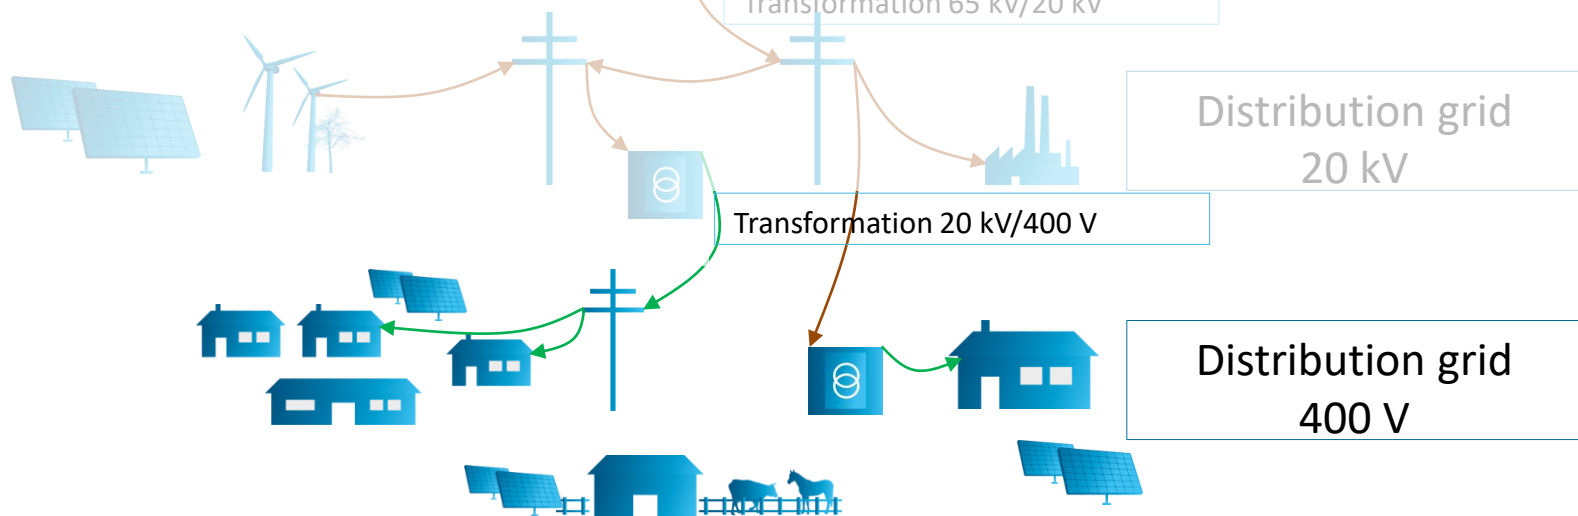 Transformation 65 kV/20 kV
Distribution grid
20 kV
Transformation 20 kV/400 V
Distribution grid
400 V